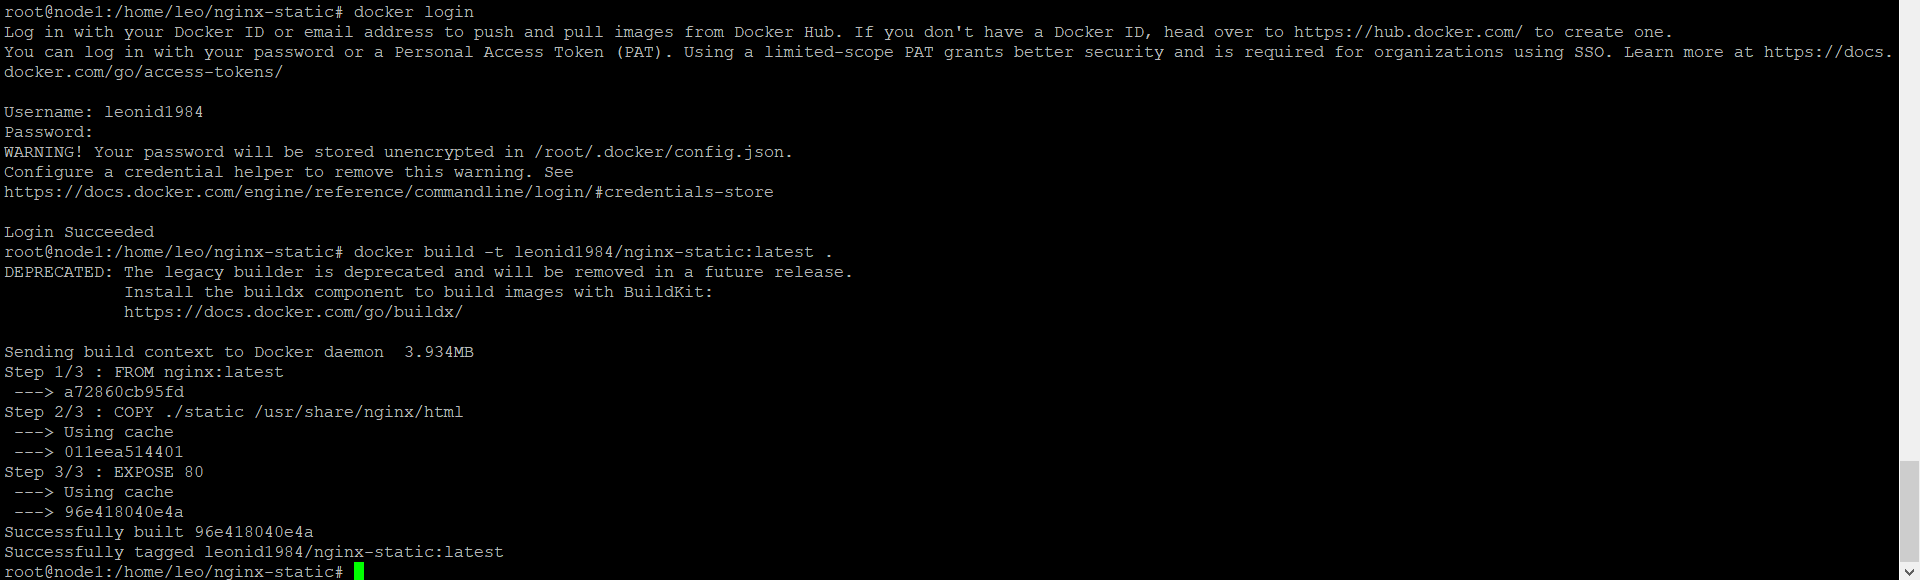 root@node1:/home/leo/nginx-static# docker login
Log in with your Docker ID or email address to push and pull images from Docker Hub. If you don't have a Docker ID, head over to https://hub.docker.com/ to create one.
You can log in with your password or a Personal Access Token (PAT). Using a limited-scope PAT grants better security and is required for organizations using SSO. Learn more at https://docs.
docker.com/go/access-tokens/

Username: leonid1984
Password:
WARNING! Your password will be stored unencrypted in /root/.docker/config.json.
Configure a credential helper to remove this warning. See
https://docs.docker.com/engine/reference/commandline/login/#credentials-store

Login Succeeded
root@node1:/home/leo/nginx-static# docker build -t leonid1984/nginx-static:latest .
DEPRECATED: The legacy builder is deprecated and will be removed in a future release.
            Install the buildx component to build images with BuildKit:
            https://docs.docker.com/go/buildx/

Sending build context to Docker daemon  3.934MB
Step 1/3 : FROM nginx:latest
 ---> a72860cb95fd
Step 2/3 : COPY ./static /usr/share/nginx/html
 ---> Using cache
 ---> 011eea514401
Step 3/3 : EXPOSE 80
 ---> Using cache
 ---> 96e418040e4a
Successfully built 96e418040e4a
Successfully tagged leonid1984/nginx-static:latest
root@node1:/home/leo/nginx-static#